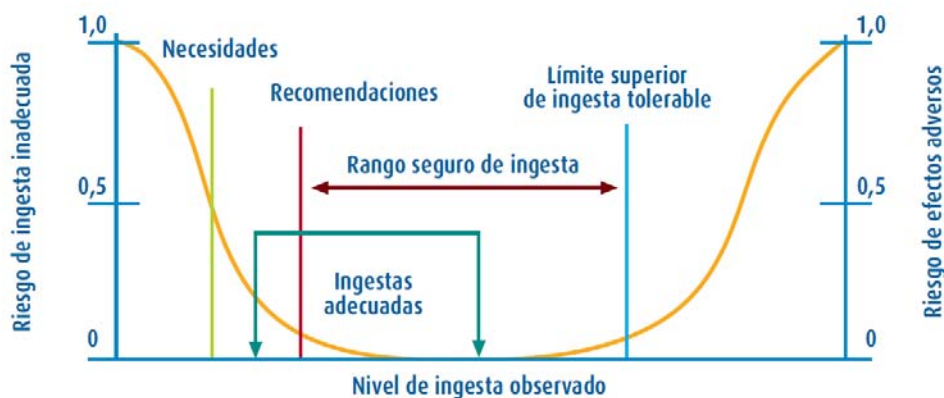 1,0
1,0
Necesidades
Límite superior
de ingesta tolerable
Recomendaciones
Rango seguro de ingesta
0,5
0,5
Ingestas
adecuadas
0
0
Riesgo de ingesta inadecuada
Riesgo de efectos adversos
Nivel de ingesta observado